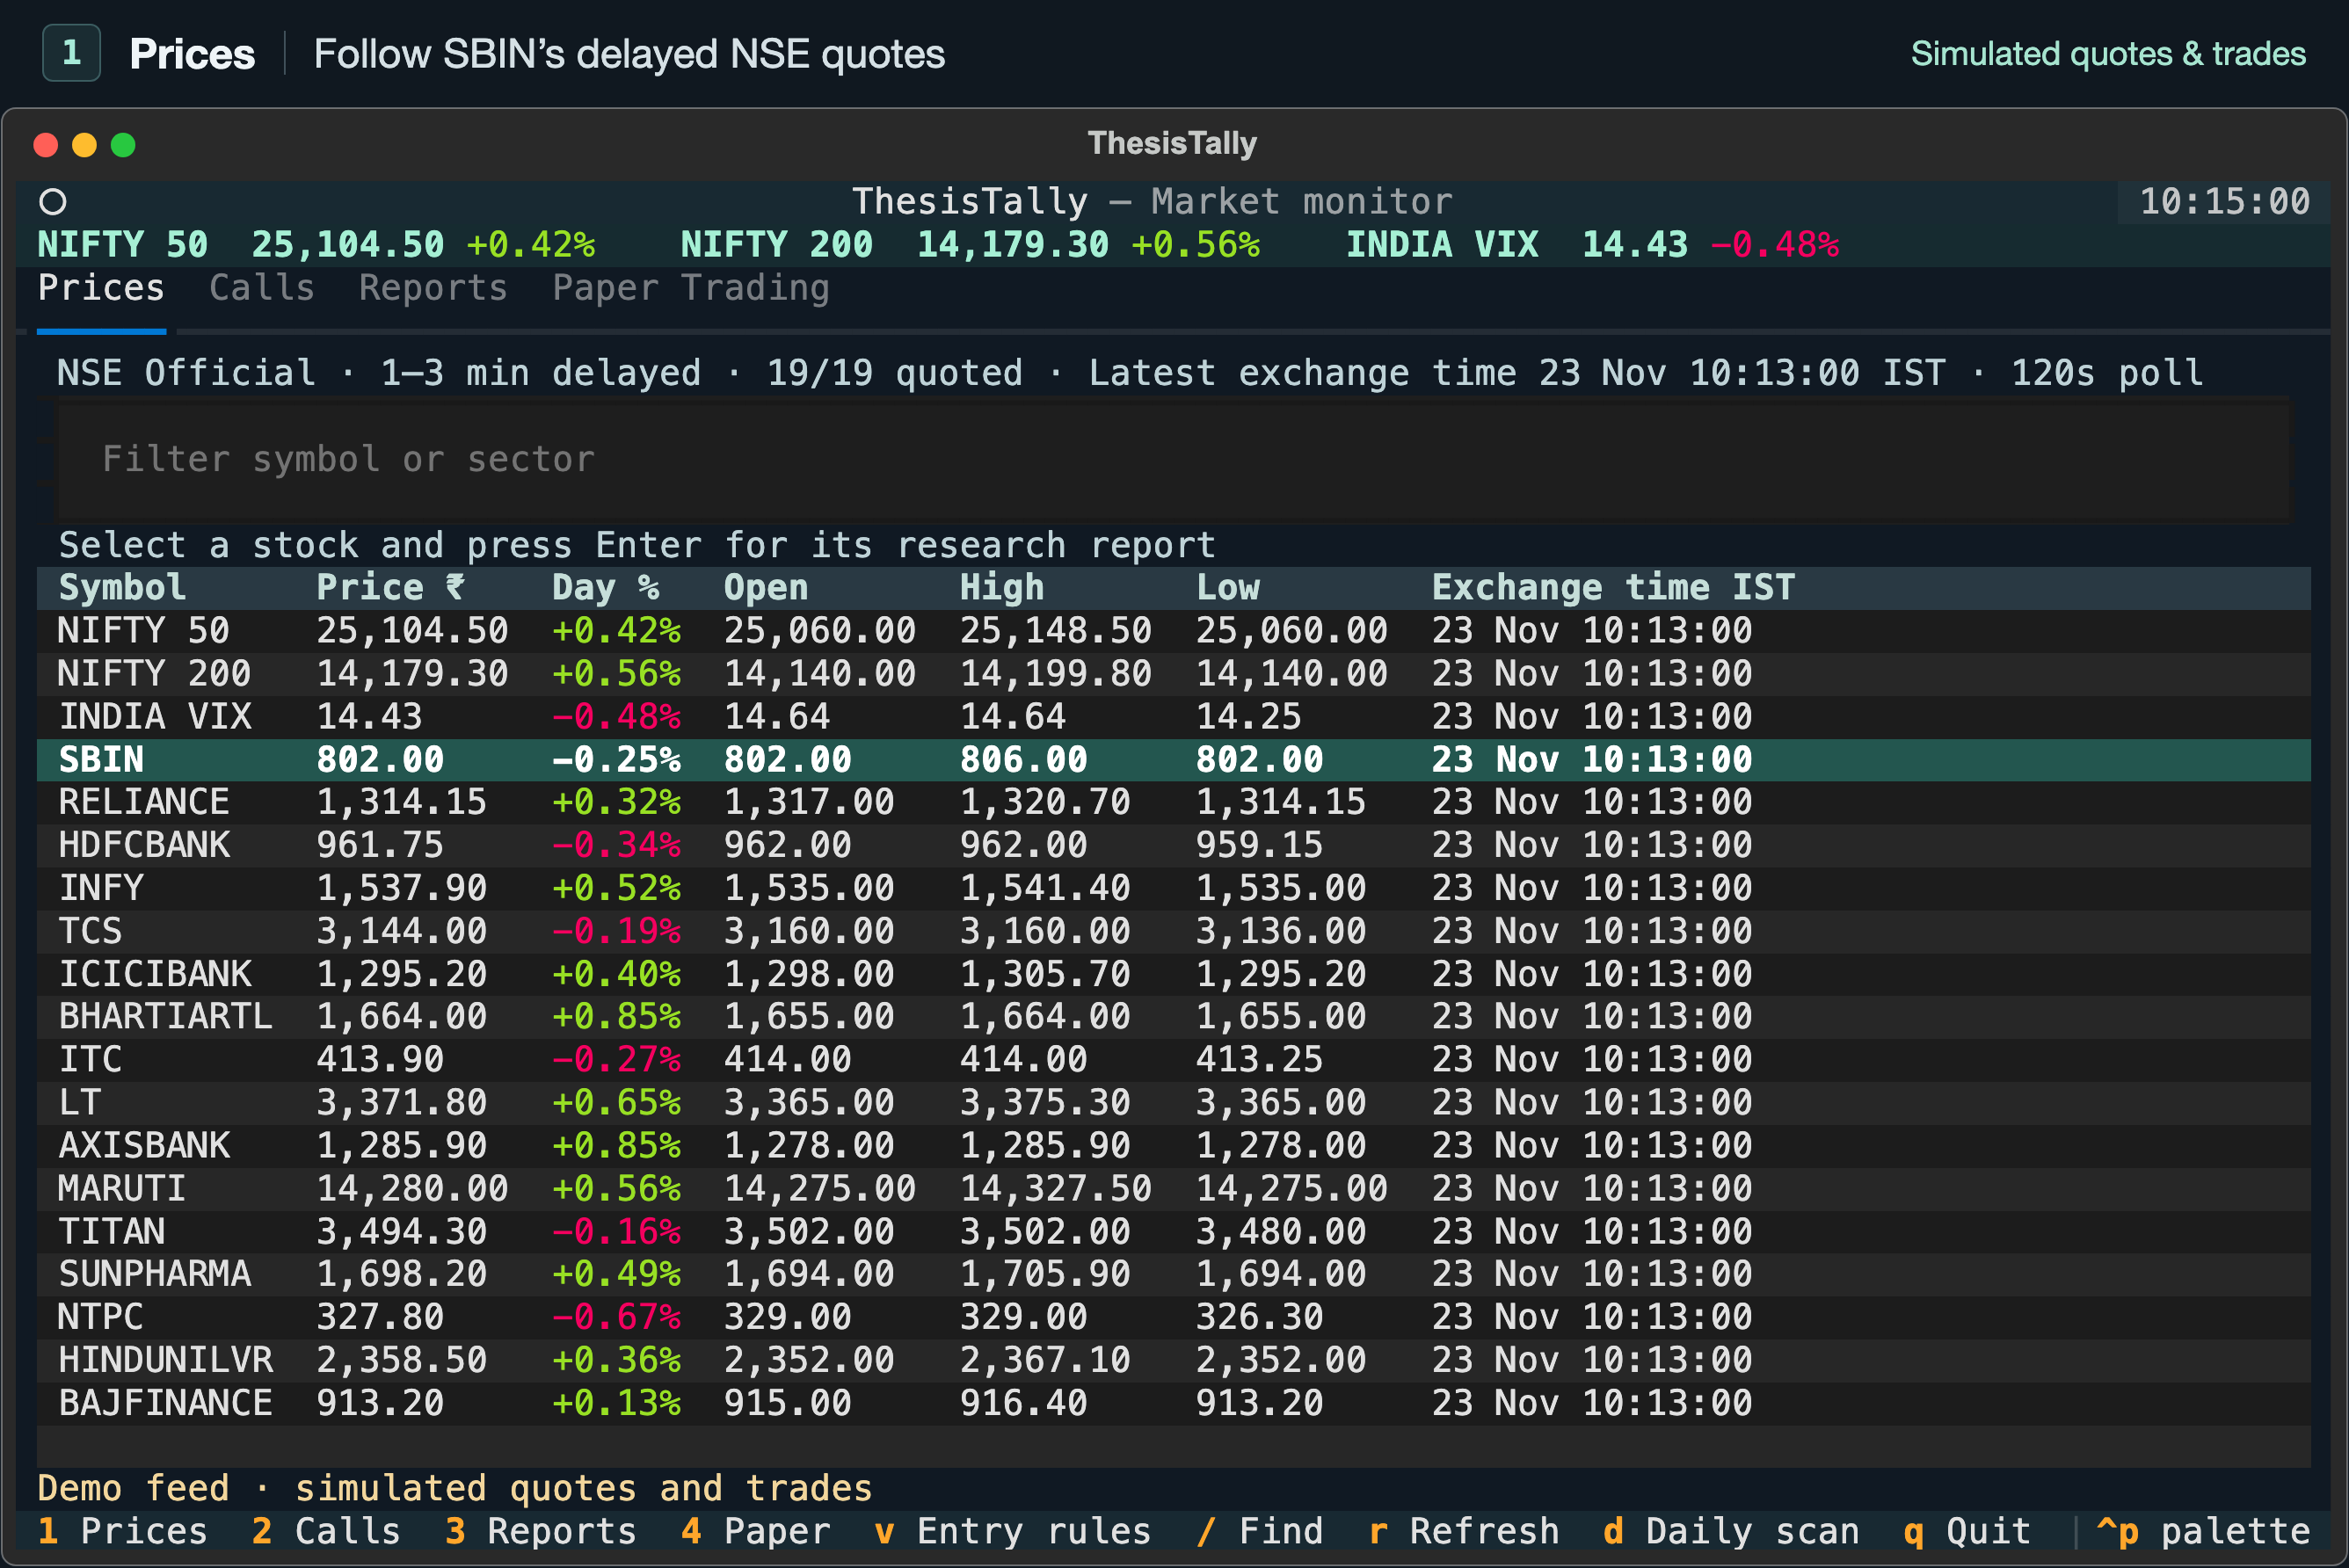 1 Prices Follow SBIN’s delayed NSE quotes Simulated quotes & trades
ThesisTally
ThesisTally — Market monitor 10:15:00
NIFTY 50 25,104.50 +0.42% NIFTY 200 14,179.30 +0.56% INDIA VIX 14.43 −0.48%
Prices Calls Reports Paper Trading
NSE Official · 1–3 min delayed · 19/19 quoted · Latest exchange time 23 Nov 10:13:00 IST · 120s poll
Filter symbol or sector
Select a stock and press Enter for its research report
Symbol Price ₹ Day % Open High Low Exchange time IST
NIFTY 50 25,104.50 +0.42% 25,060.00 25,148.50 25,060.00 23 Nov 10:13:00
NIFTY 200 14,179.30 +0.56% 14,140.00 14,199.80 14,140.00 23 Nov 10:13:00
INDIA VIX 14.43 −0.48% 14.64 14.64 14.25 23 Nov 10:13:00
SBIN 802.00 −0.25% 802.00 806.00 802.00 23 Nov 10:13:00
RELIANCE 1,314.15 +0.32% 1,317.00 1,320.70 1,314.15 23 Nov 10:13:00
HDFCBANK 961.75 −0.34% 962.00 962.00 959.15 23 Nov 10:13:00
INFY 1,537.90 +0.52% 1,535.00 1,541.40 1,535.00 23 Nov 10:13:00
TCS 3,144.00 −0.19% 3,160.00 3,160.00 3,136.00 23 Nov 10:13:00
ICICIBANK 1,295.20 +0.40% 1,298.00 1,305.70 1,295.20 23 Nov 10:13:00
BHARTIARTL 1,664.00 +0.85% 1,655.00 1,664.00 1,655.00 23 Nov 10:13:00
ITC 413.90 −0.27% 414.00 414.00 413.25 23 Nov 10:13:00
LT 3,371.80 +0.65% 3,365.00 3,375.30 3,365.00 23 Nov 10:13:00
AXISBANK 1,285.90 +0.85% 1,278.00 1,285.90 1,278.00 23 Nov 10:13:00
MARUTI 14,280.00 +0.56% 14,275.00 14,327.50 14,275.00 23 Nov 10:13:00
TITAN 3,494.30 −0.16% 3,502.00 3,502.00 3,480.00 23 Nov 10:13:00
SUNPHARMA 1,698.20 +0.49% 1,694.00 1,705.90 1,694.00 23 Nov 10:13:00
NTPC 327.80 −0.67% 329.00 329.00 326.30 23 Nov 10:13:00
HINDUNILVR 2,358.50 +0.36% 2,352.00 2,367.10 2,352.00 23 Nov 10:13:00
BAJFINANCE 913.20 +0.13% 915.00 916.40 913.20 23 Nov 10:13:00
Demo feed · simulated quotes and trades
1 Prices 2 Calls 3 Reports 4 Paper v Entry rules / Find r Refresh d Daily scan q Quit ^p palette